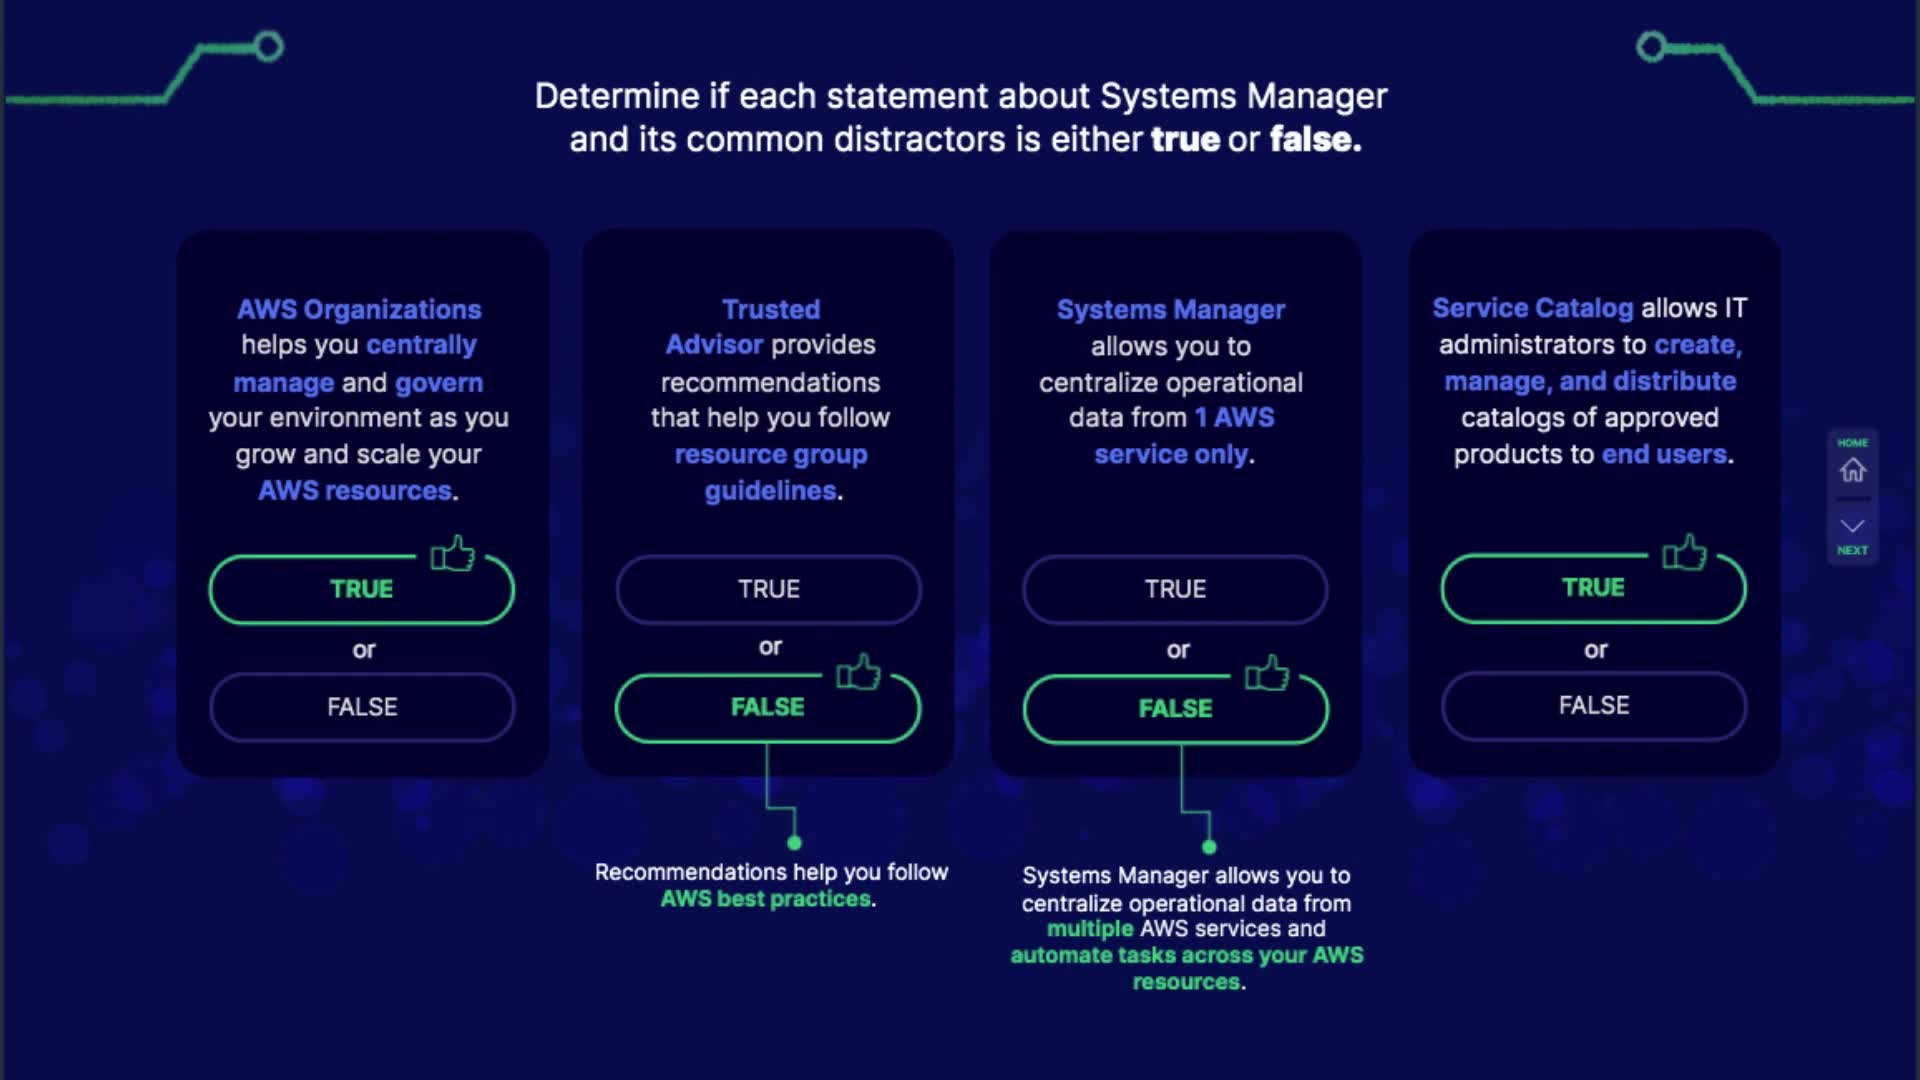 Determine if each statement about Systems Manager
and its common distractors is either true or false.
AWS Organizations
helps you centrally
manage and govern
your environment as you
grow and scale your
AWS resources.
TRUE
or
FALSE
Trusted
Advisor provides
recommendations
that help you follow
resource group
guidelines.
TRUE
or
FALSE
Recommendations help you follow
AWS best practices.
Systems Manager
allows you to
centralize operational
data from 1 AWS
service only.
TRUE
or
FALSE
Systems Manager allows you to
centralize operational data from
multiple AWS services and
automate tasks across your AWS
resources.
Service Catalog allows IT
administrators to create,
manage, and distribute
catalogs of approved
products to end users.
TRUE
or
FALSE
HOME
NEXT